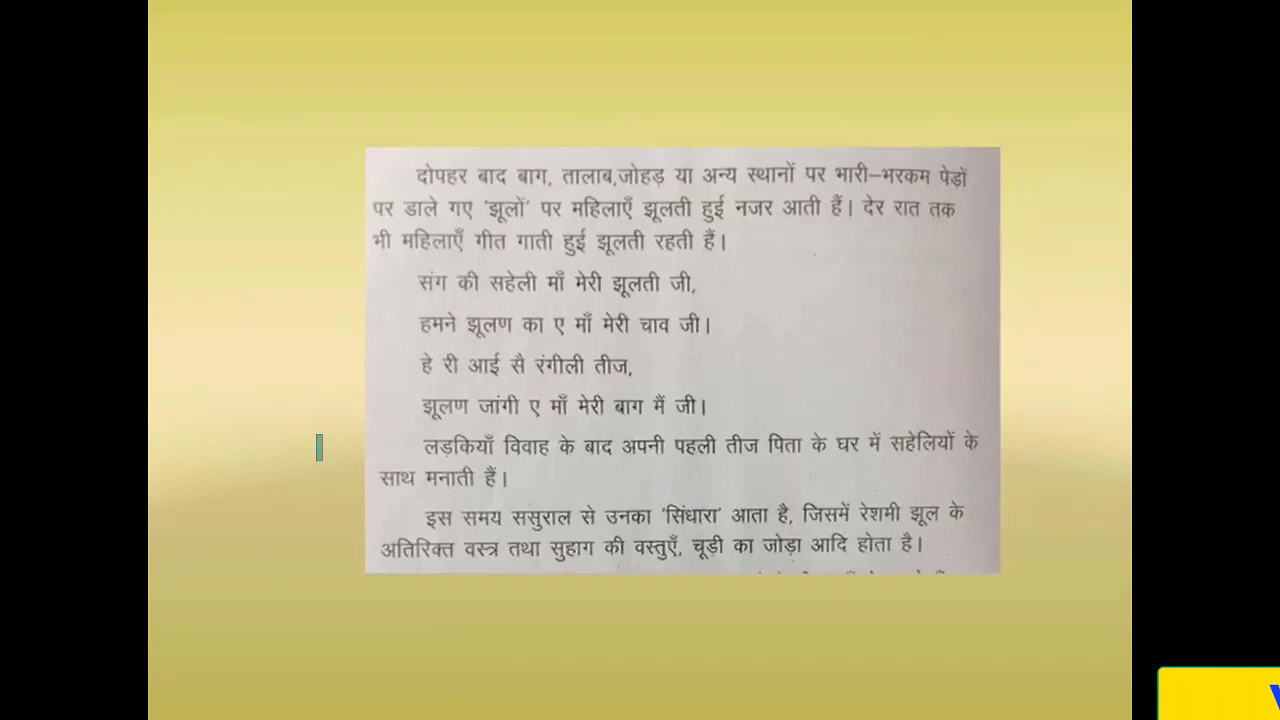 दोपहर बाद बाग, तालाब,जोहड़ या अन्य स्थानों पर भारी–भरकम पेड़ों
पर डाले गए 'झूलों' पर महिलाएँ झूलती हुई नजर आती हैं। देर रात तक
भी महिलाएँ गीत गाती हुई झूलती रहती हैं।
संग की सहेली माँ मेरी झूलती जी,
हमने झूलण का ए माँ मेरी चाव जी।
हे री आई सै रंगीली तीज,
झूलण जांगी ए माँ मेरी बाग मैं जी।
लड़कियाँ विवाह के बाद अपनी पहली तीज पिता के घर में सहेलियों के
साथ मनाती हैं।
इस समय ससुराल से उनका 'सिंधारा' आता है, जिसमें रेशमी झूल के
अतिरिक्त वस्त्र तथा सुहाग की वस्तुएँ, चूड़ी का जोड़ा आदि होता है।